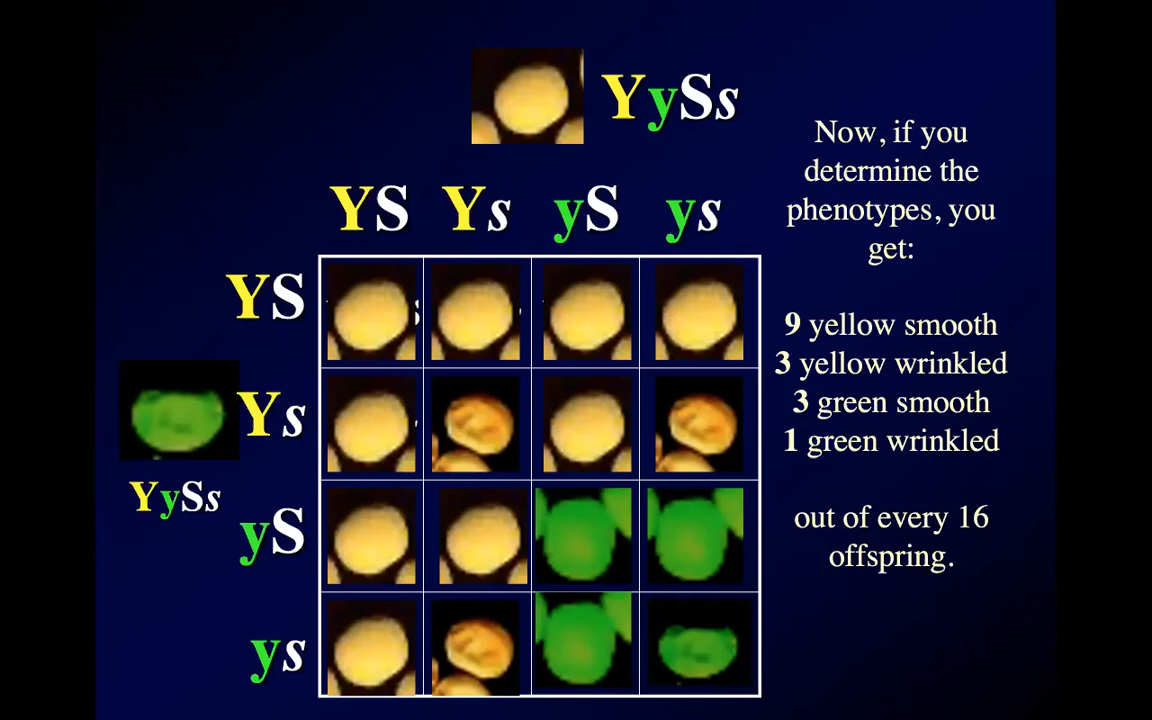 YySs
YS Ys yS ys
YS
Ys
YySs
yS
ys
Now, if you
determine the
phenotypes, you
get:
9 yellow smooth
3 yellow wrinkled
3 green smooth
1 green wrinkled
out of every 16
offspring.